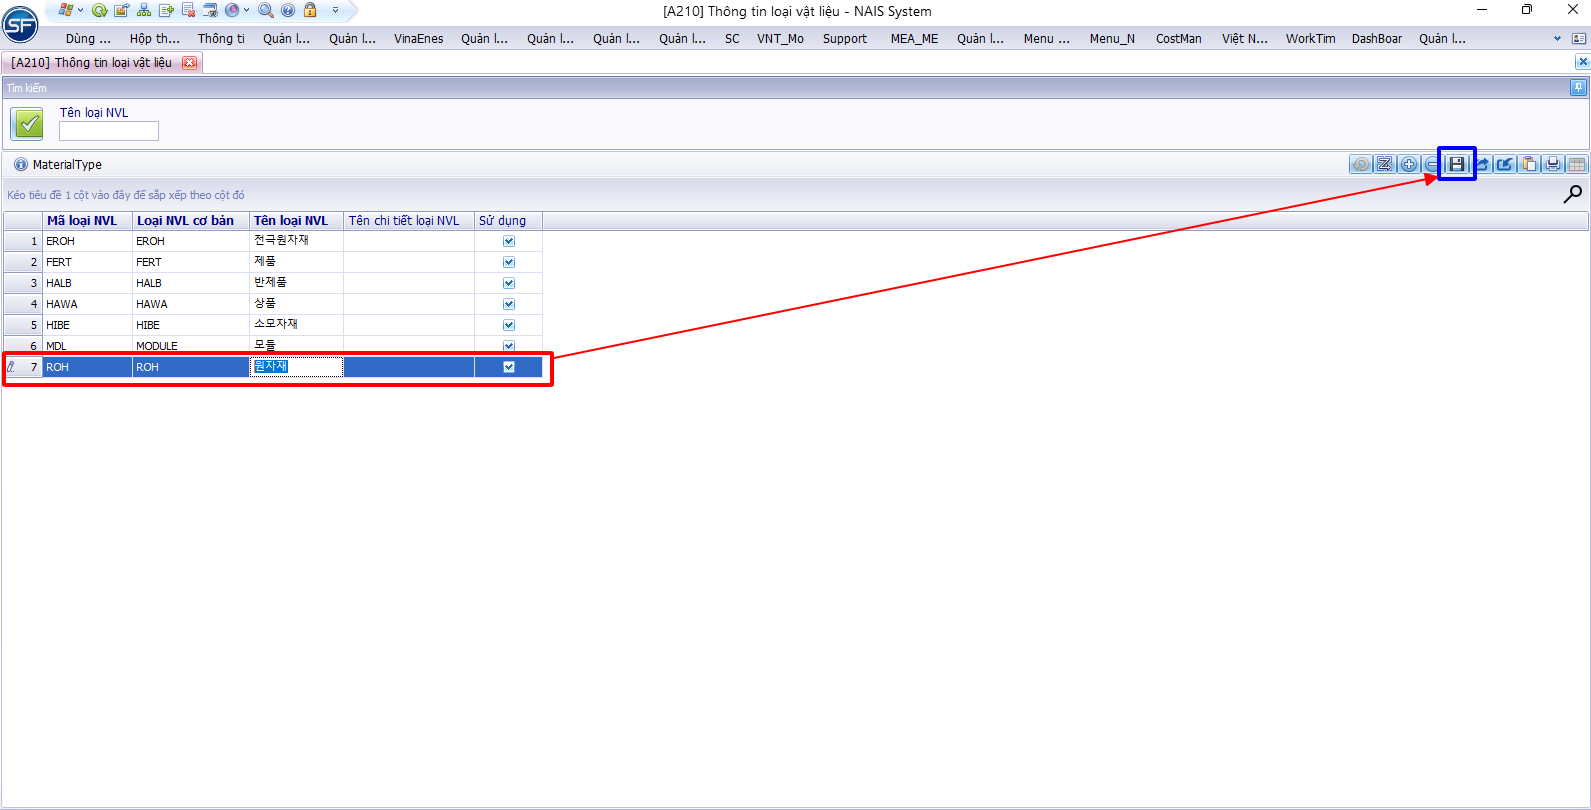 [A210] Thông tin loại vật liệu - NAIS System
SF
Dùng ... Hộp th... Thông ti Quản l... Quản l... VinaEnes Quản l... Quản l... Quản l... Quản l... SC VNT_Mo Support MEA_ME Quản l... Menu ... Menu_N CostMan Việt N... WorkTim DashBoar Quản l...
[A210] Thông tin loại vật liệu
Tìm kiếm
Tên loại NVL
MaterialType
Kéo tiêu đề 1 cột vào đây để sắp xếp theo cột đó
Mã loại NVL Loại NVL cơ bản Tên loại NVL Tên chi tiết loại NVL Sử dụng
1 EROH EROH 전극원자재
2 FERT FERT 제품
3 HALB HALB 반제품
4 HAWA HAWA 상품
5 HIBE HIBE 소모자재
6 MDL MODULE 모듈
7 ROH ROH 원자재